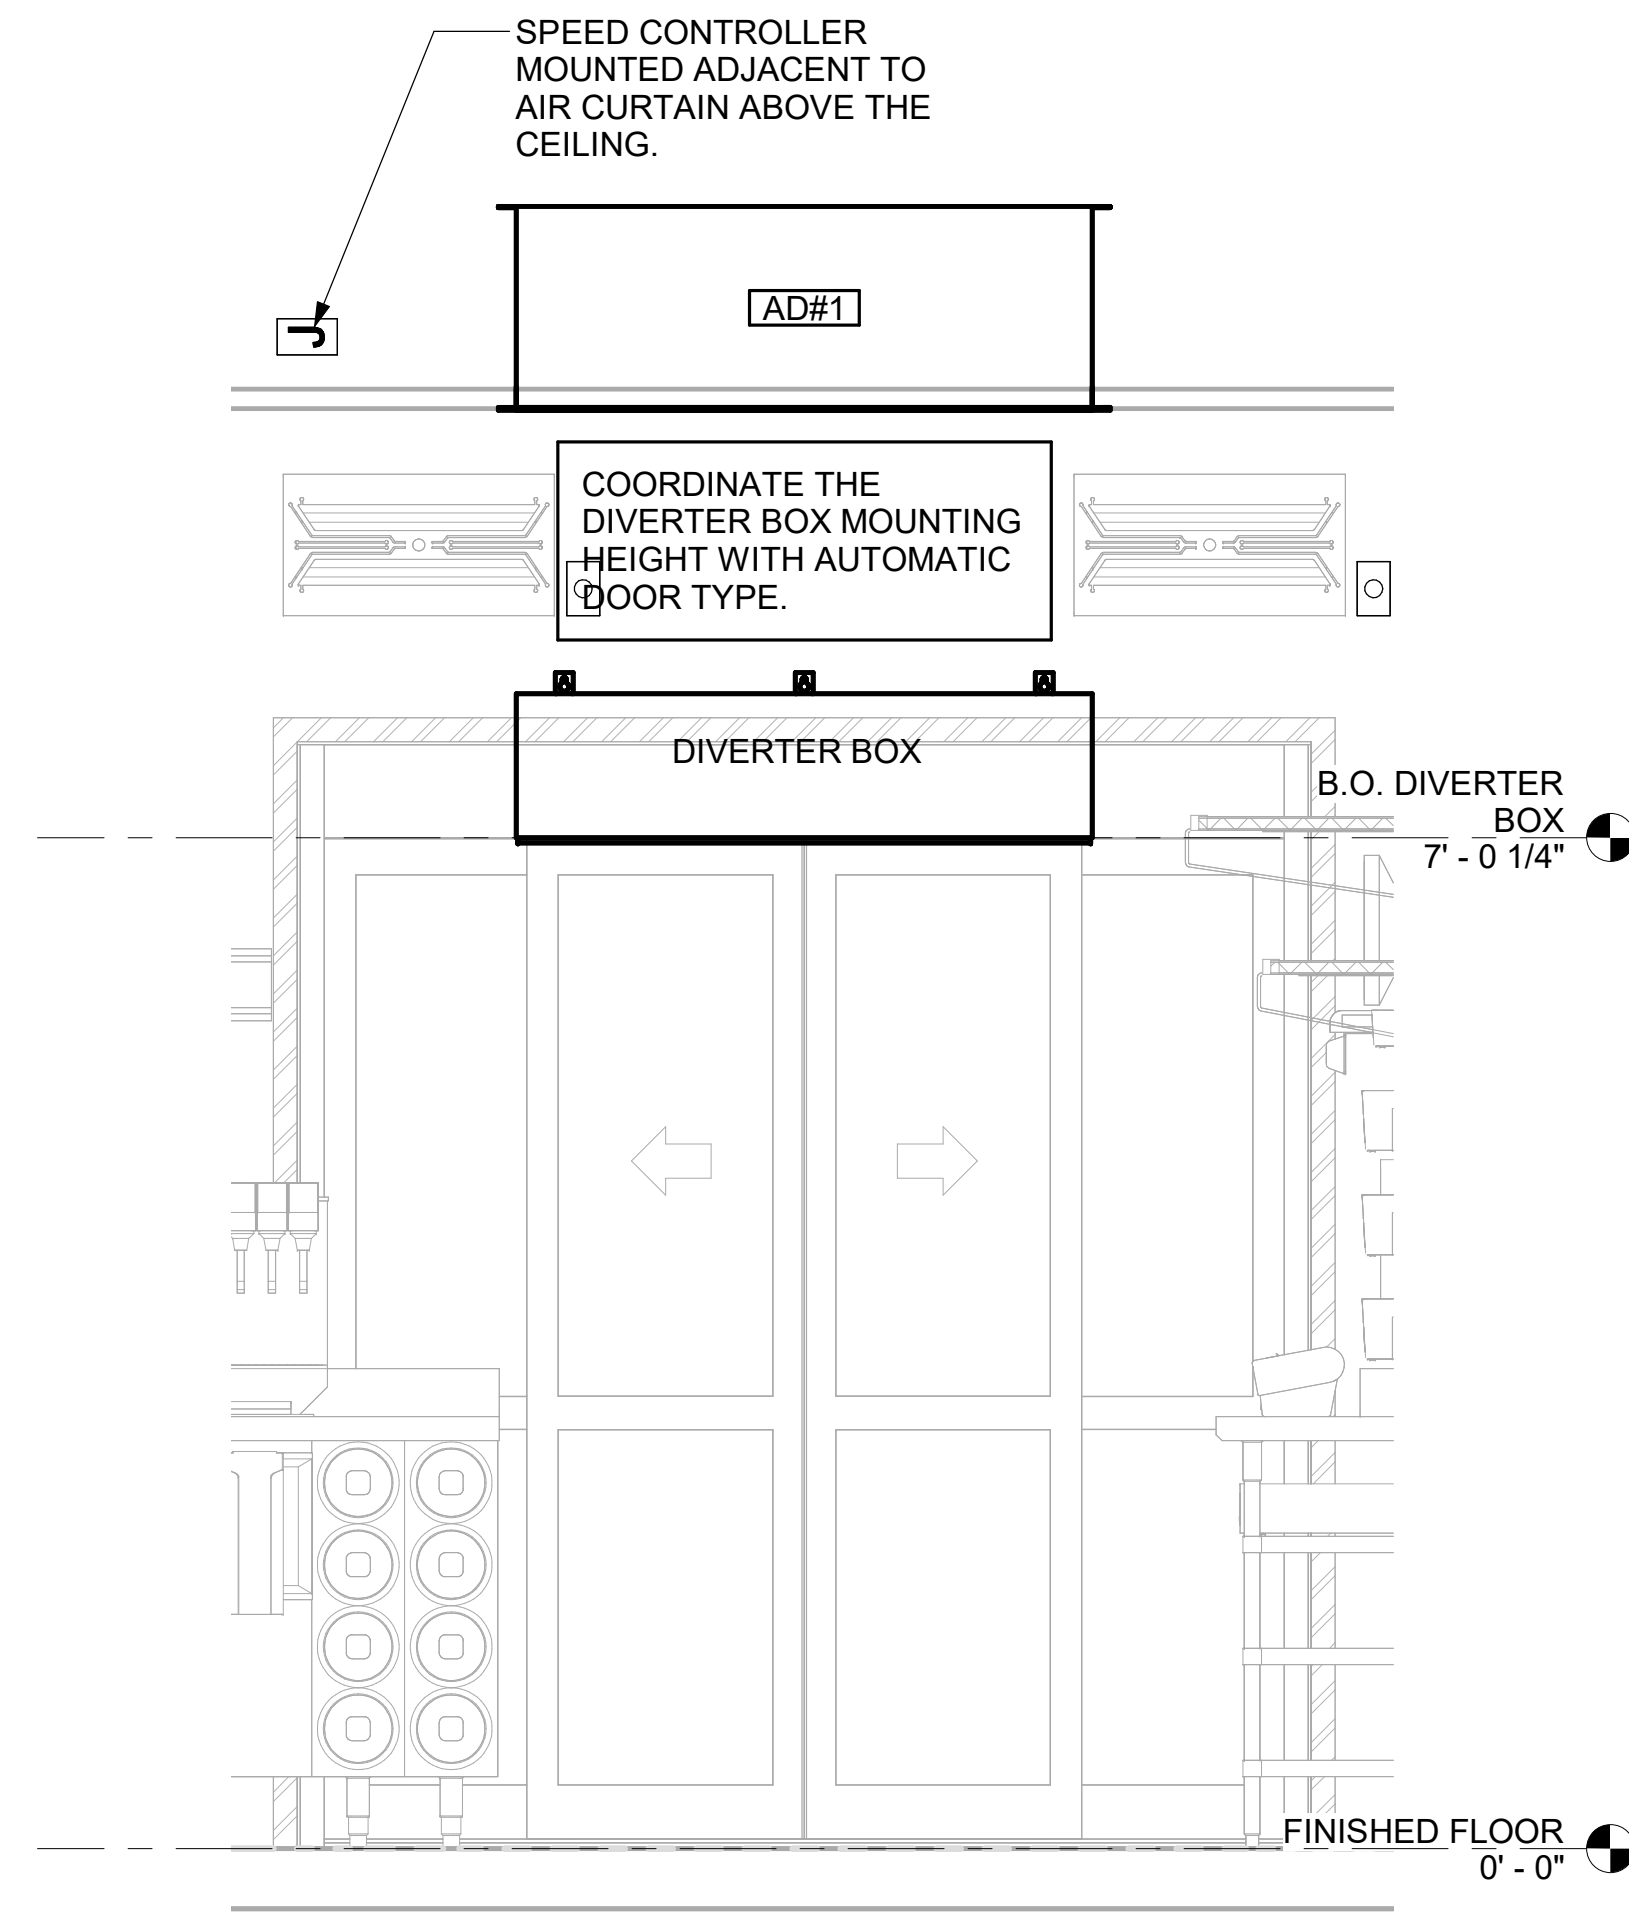 SPEED CONTROLLER
MOUNTED ADJACENT TO
AIR CURTAIN ABOVE THE
CEILING.
AD#1
J
COORDINATE THE
DIVERTER BOX MOUNTING
HEIGHT WITH AUTOMATIC
DOOR TYPE.
DIVERTER BOX
B.O. DIVERTER
BOX
7' - 0 1/4"
FINISHED FLOOR
0' - 0"